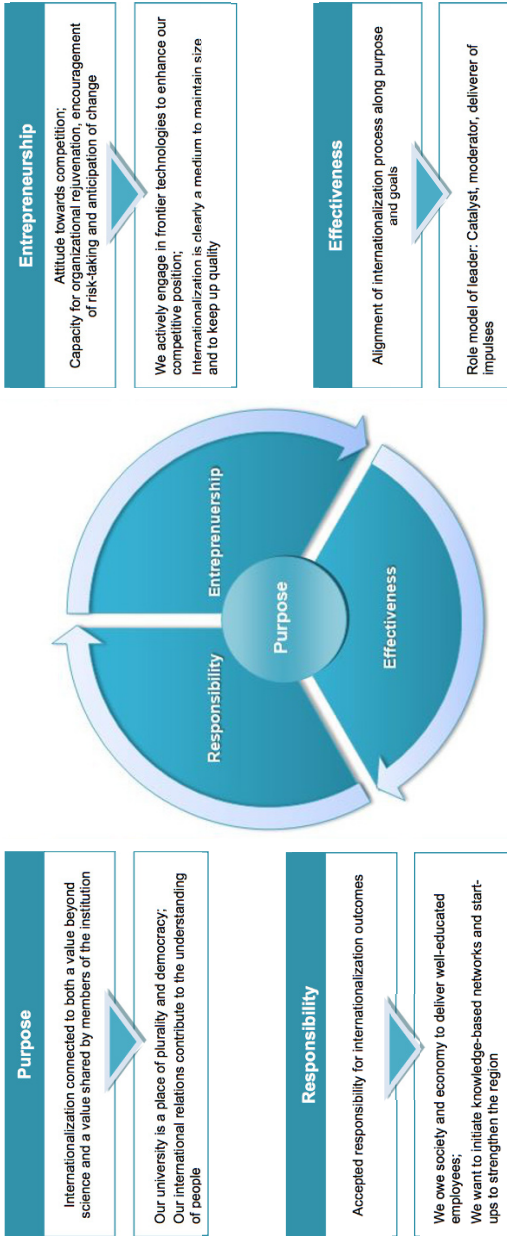 Purpose
Internationalization connected to both a value beyond
science and a value shared by members of the institution
Our university is a place of plurality and democracy;
Our international relations contribute to the understanding
of people
Responsibility
Accepted responsibility for internationalization outcomes
We owe society and economy to deliver well-educated
employees;
We want to initiate knowledge-based networks and start-
ups to strengthen the region
Responsibility
Entreprenuership
Purpose
Effectiveness
Entrepreneurship
Attitude towards competition;
Capacity for organizational rejuvenation, encouragement
of risk-taking and anticipation of change
We actively engage in frontier technologies to enhance our
competitive position;
Internationalization is clearly a medium to maintain size
and to keep up quality
Effectiveness
Alignment of internationalization process along purpose
and goals
Role model of leader: Catalyst, moderator, deliverer of
impulses